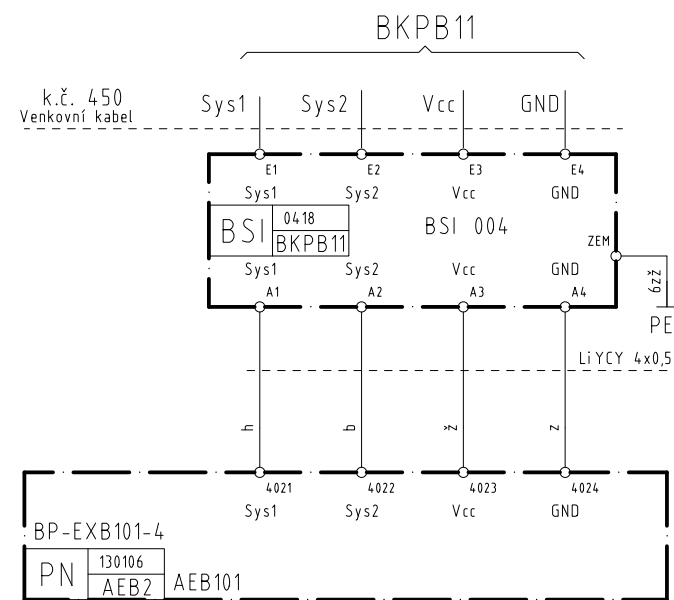 BKPB11
k.č. 450
Venkovní kabel
Sys1 Sys2 Vcc GND
E1 E2 E3 E4
Sys1 Sys2 Vcc GND
BSI 0418 BKPB11
BSI 004
ZEM
Sys1 Sys2 Vcc GND
A1 A2 A3 A4
6zž
PE
LiYCY 4x0,5
h b ž z
4021 4022 4023 4024
Sys1 Sys2 Vcc GND
BP-EXB101-4
PN 130106 AEB2
AEB101